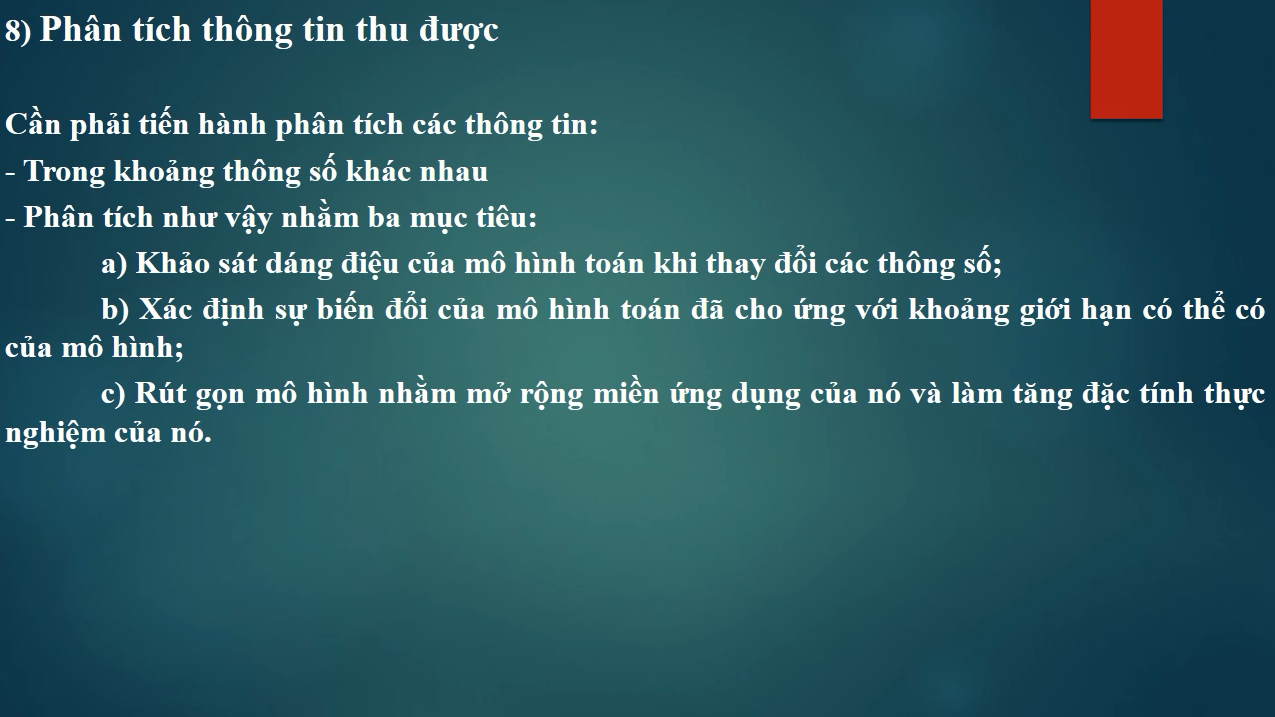 8) Phân tích thông tin thu được
Cần phải tiến hành phân tích các thông tin:
- Trong khoảng thông số khác nhau
- Phân tích như vậy nhằm ba mục tiêu:
a) Khảo sát dáng điệu của mô hình toán khi thay đổi các thông số;
b) Xác định sự biến đổi của mô hình toán đã cho ứng với khoảng giới hạn có thể có
của mô hình;
c) Rút gọn mô hình nhằm mở rộng miền ứng dụng của nó và làm tăng đặc tính thực
nghiệm của nó.